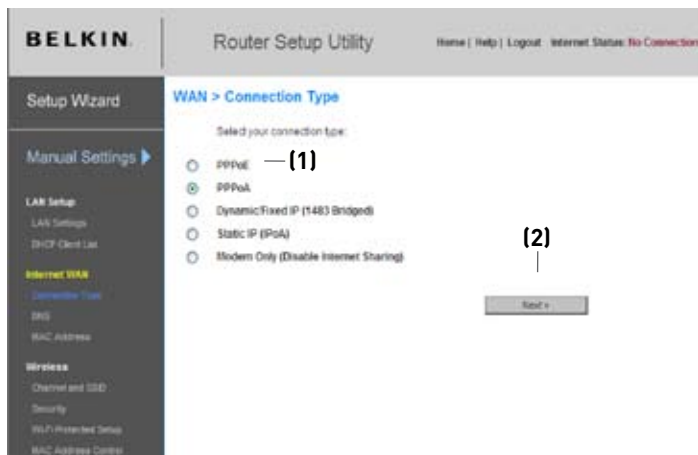 BELKIN.
Router Setup Utility
Home | Help | Logout Internet Status: No Connection
Setup Wizard
Manual Settings
LAN Setup
LAN Settings
DHCP Client List
Internet WAN
Connection Type
DNS
MAC Address
Wireless
Channel and SSID
Security
Wi-Fi Protected Setup
MAC Address Control
WAN > Connection Type
Select your connection type:
PPPoE
(1)
PPPoA
Dynamic/Fixed IP (1483 Bridged)
Static IP (IPoA)
Modem Only (Disable Internet Sharing)
(2)
Next >